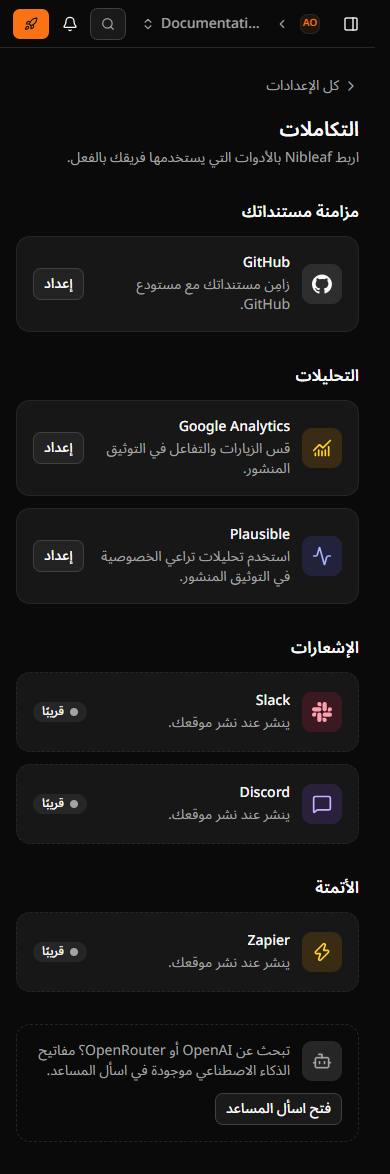 AO
Documentati...
كل الإعدادات
التكاملات
اربط Nibleaf بالأدوات التي يستخدمها فريقك بالفعل.
مزامنة مستنداتك
GitHub
زامِن مستنداتك مع مستودع
GitHub.
إعداد
التحليلات
Google Analytics
قس الزيارات والتفاعل في التوثيق
المنشور.
إعداد
Plausible
استخدم تحليلات تراعي الخصوصية
في التوثيق المنشور.
إعداد
الإشعارات
Slack
ينشر عند نشر موقعك.
قريبًا
Discord
ينشر عند نشر موقعك.
قريبًا
الأتمتة
Zapier
ينشر عند نشر موقعك.
قريبًا
تبحث عن OpenAI أو OpenRouter؟ مفاتيح
الذكاء الاصطناعي موجودة في اسأل المساعد.
فتح اسأل المساعد